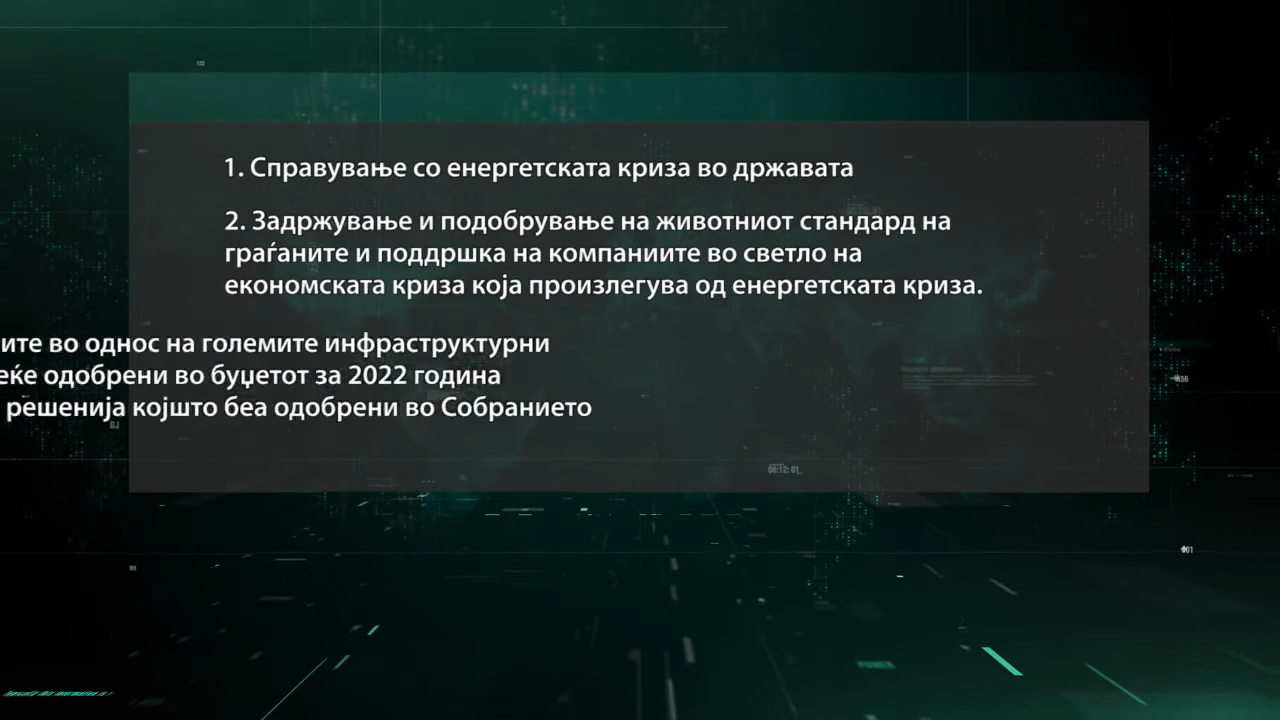 1. Справување со енергетската криза во државата
2. Задржување и подобрување на животниот стандард на
граѓаните и поддршка на компаниите во светло на
економската криза која произлегува од енергетската криза.
ите во однос на големите инфраструктурни
еќе одобрени во буџетот за 2022 година
решенија којшто беа одобрени во Собранието
POWER